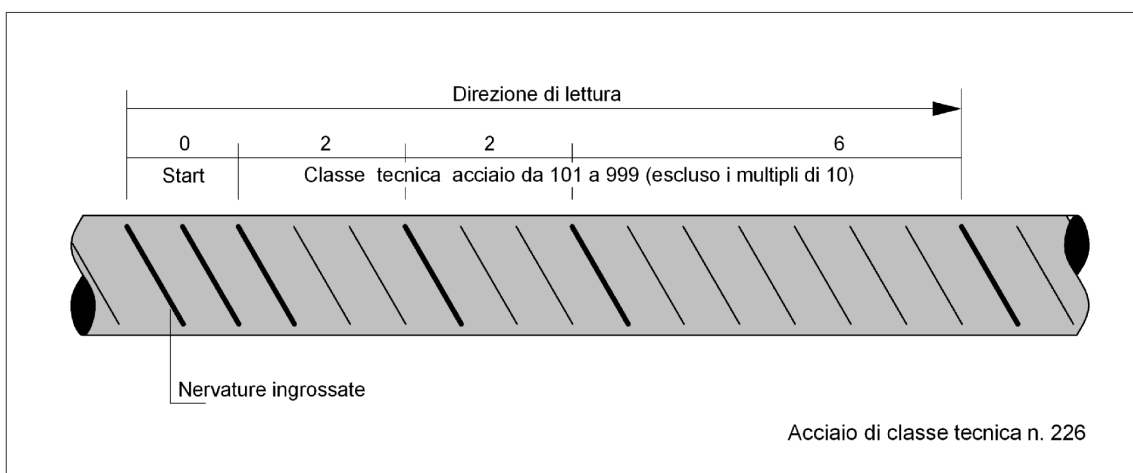 Direzione di lettura
0 2 2 6
Start Classe tecnica acciaio da 101 a 999 (escluso i multipli di 10)
Nervature ingrossate
Acciaio di classe tecnica n. 226